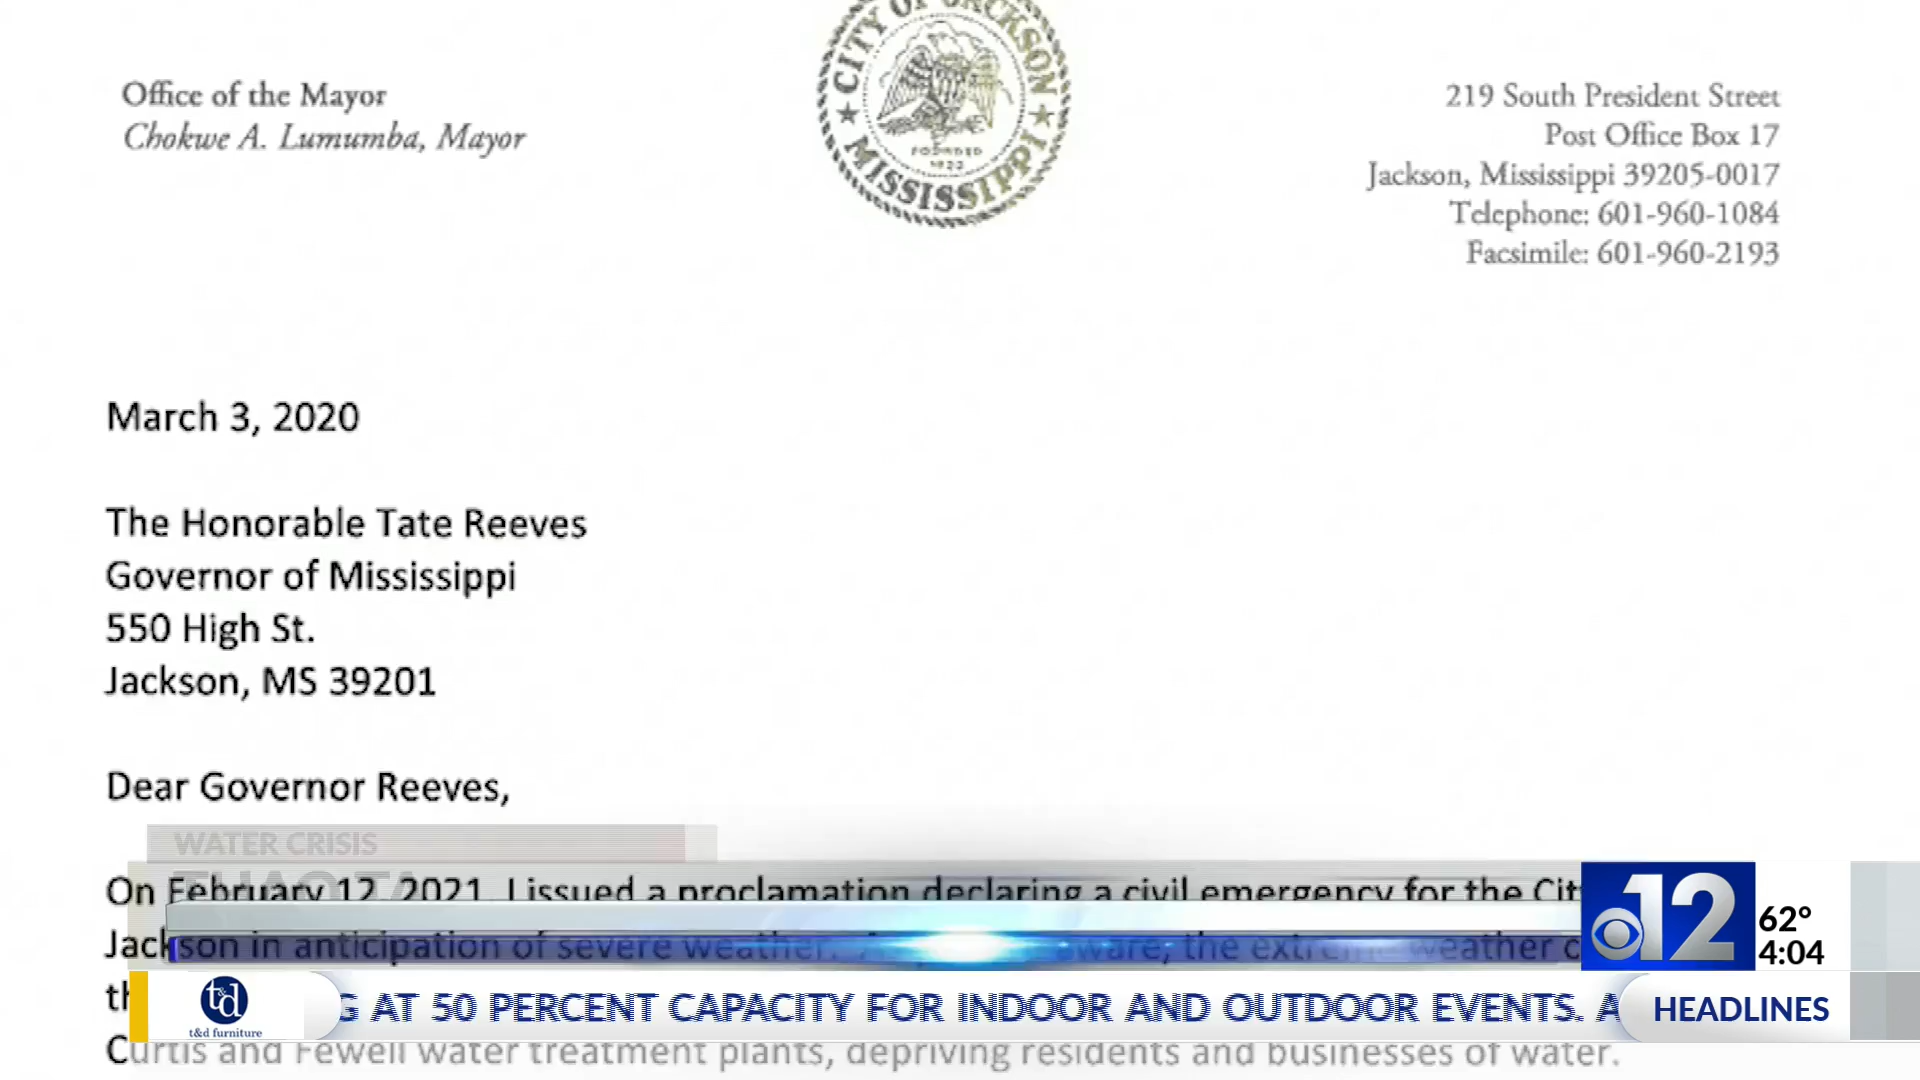 CITY OF JACKSON
MISSISSIPPI
FOUNDED
1822
Office of the Mayor
Chokwe A. Lumumba, Mayor
219 South President Street
Post Office Box 17
Jackson, Mississippi 39205-0017
Telephone: 601-960-1084
Facsimile: 601-960-2193
March 3, 2020
The Honorable Tate Reeves
Governor of Mississippi
550 High St.
Jackson, MS 39201
Dear Governor Reeves,
WATER CRISIS
On February 12, 2021, I issued a proclamation declaring a civil emergency for the Cit
Jackson in anticipation of severe weather. aware, the extreme weather c
th
Curtis and Fewell water treatment plants, depriving residents and businesses of water.
12
62°
4:04
t&d
t&d furniture
G AT 50 PERCENT CAPACITY FOR INDOOR AND OUTDOOR EVENTS. A
HEADLINES